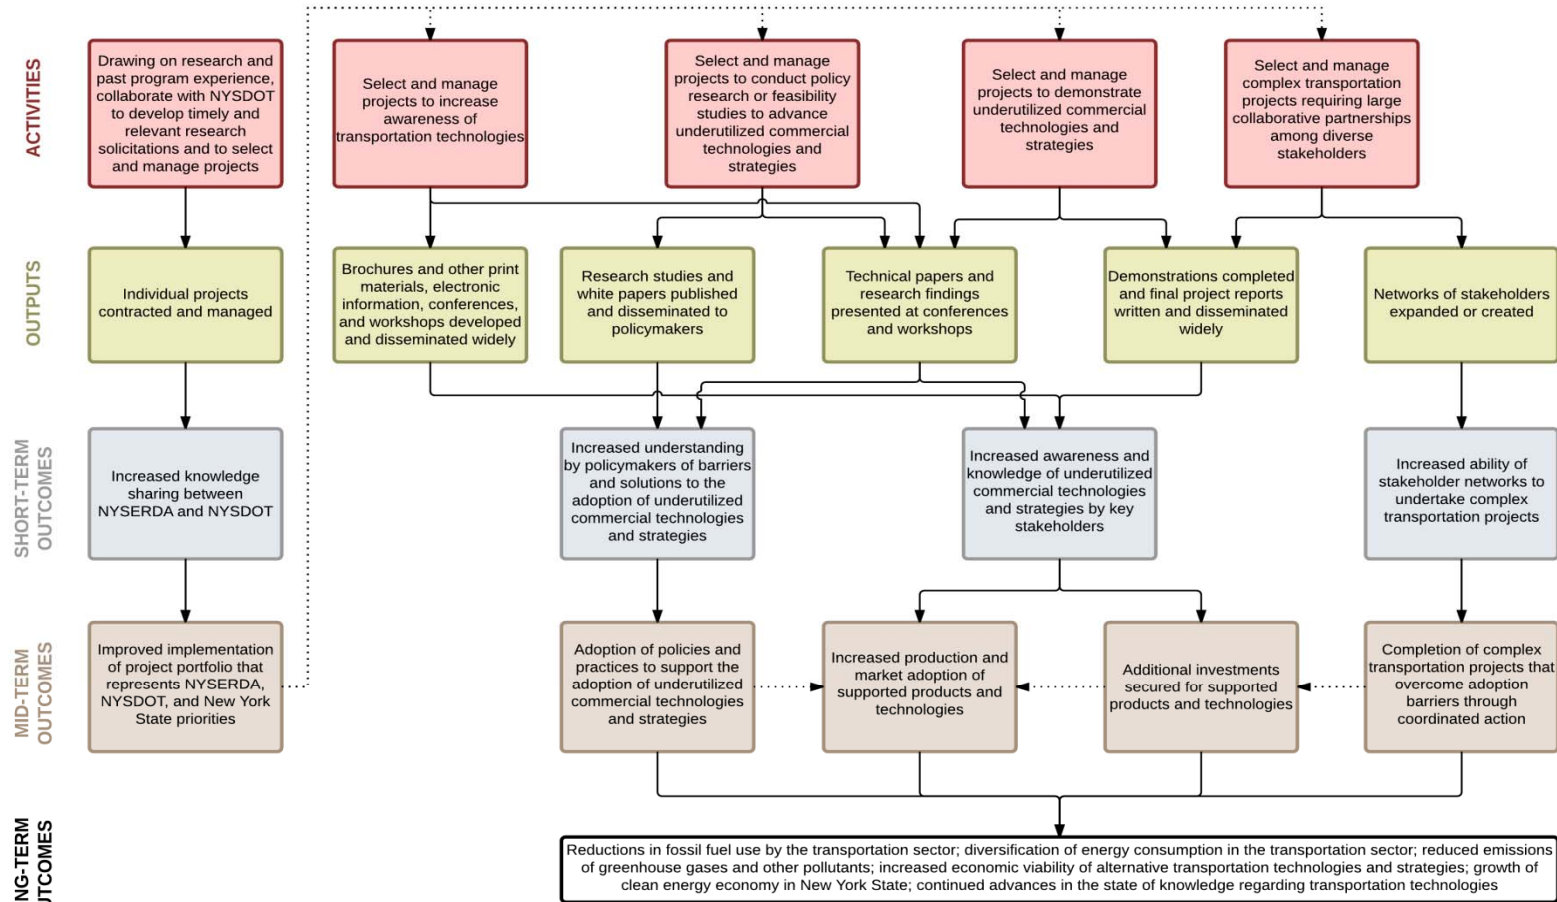 ACTIVITIES
Drawing on research and
past program experience,
collaborate with NYSDOT
to develop timely and
relevant research
solicitations and to select
and manage projects
Select and manage
projects to increase
awareness of
transportation technologies
Select and manage
projects to conduct policy
research or feasibility
studies to advance
underutilized commercial
technologies and
strategies
Select and manage
projects to demonstrate
underutilized commercial
technologies and
strategies
Select and manage
complex transportation
projects requiring large
collaborative partnerships
among diverse
stakeholders
OUTPUTS
Individual projects
contracted and managed
Brochures and other print
materials, electronic
information, conferences,
and workshops developed
and disseminated widely
Research studies and
white papers published
and disseminated to
policymakers
Technical papers and
research findings
presented at conferences
and workshops
Demonstrations completed
and final project reports
written and disseminated
widely
Networks of stakeholders
expanded or created
SHORT-TERM
OUTCOMES
Increased knowledge
sharing between
NYSERDA and NYSDOT
Increased understanding
by policymakers of barriers
and solutions to the
adoption of underutilized
commercial technologies
and strategies
Increased awareness and
knowledge of underutilized
commercial technologies
and strategies by key
stakeholders
Increased ability of
stakeholder networks to
undertake complex
transportation projects
MID-TERM
OUTCOMES
Improved implementation
of project portfolio that
represents NYSERDA,
NYSDOT, and New York
State priorities
Adoption of policies and
practices to support the
adoption of underutilized
commercial technologies
and strategies
Increased production and
market adoption of
supported products and
technologies
Additional investments
secured for supported
products and technologies
Completion of complex
transportation projects that
overcome adoption
barriers through
coordinated action
NG-TERM
UTCOMES
Reductions in fossil fuel use by the transportation sector; diversification of energy consumption in the transportation sector; reduced emissions
of greenhouse gases and other pollutants; increased economic viability of alternative transportation technologies and strategies; growth of
clean energy economy in New York State; continued advances in the state of knowledge regarding transportation technologies